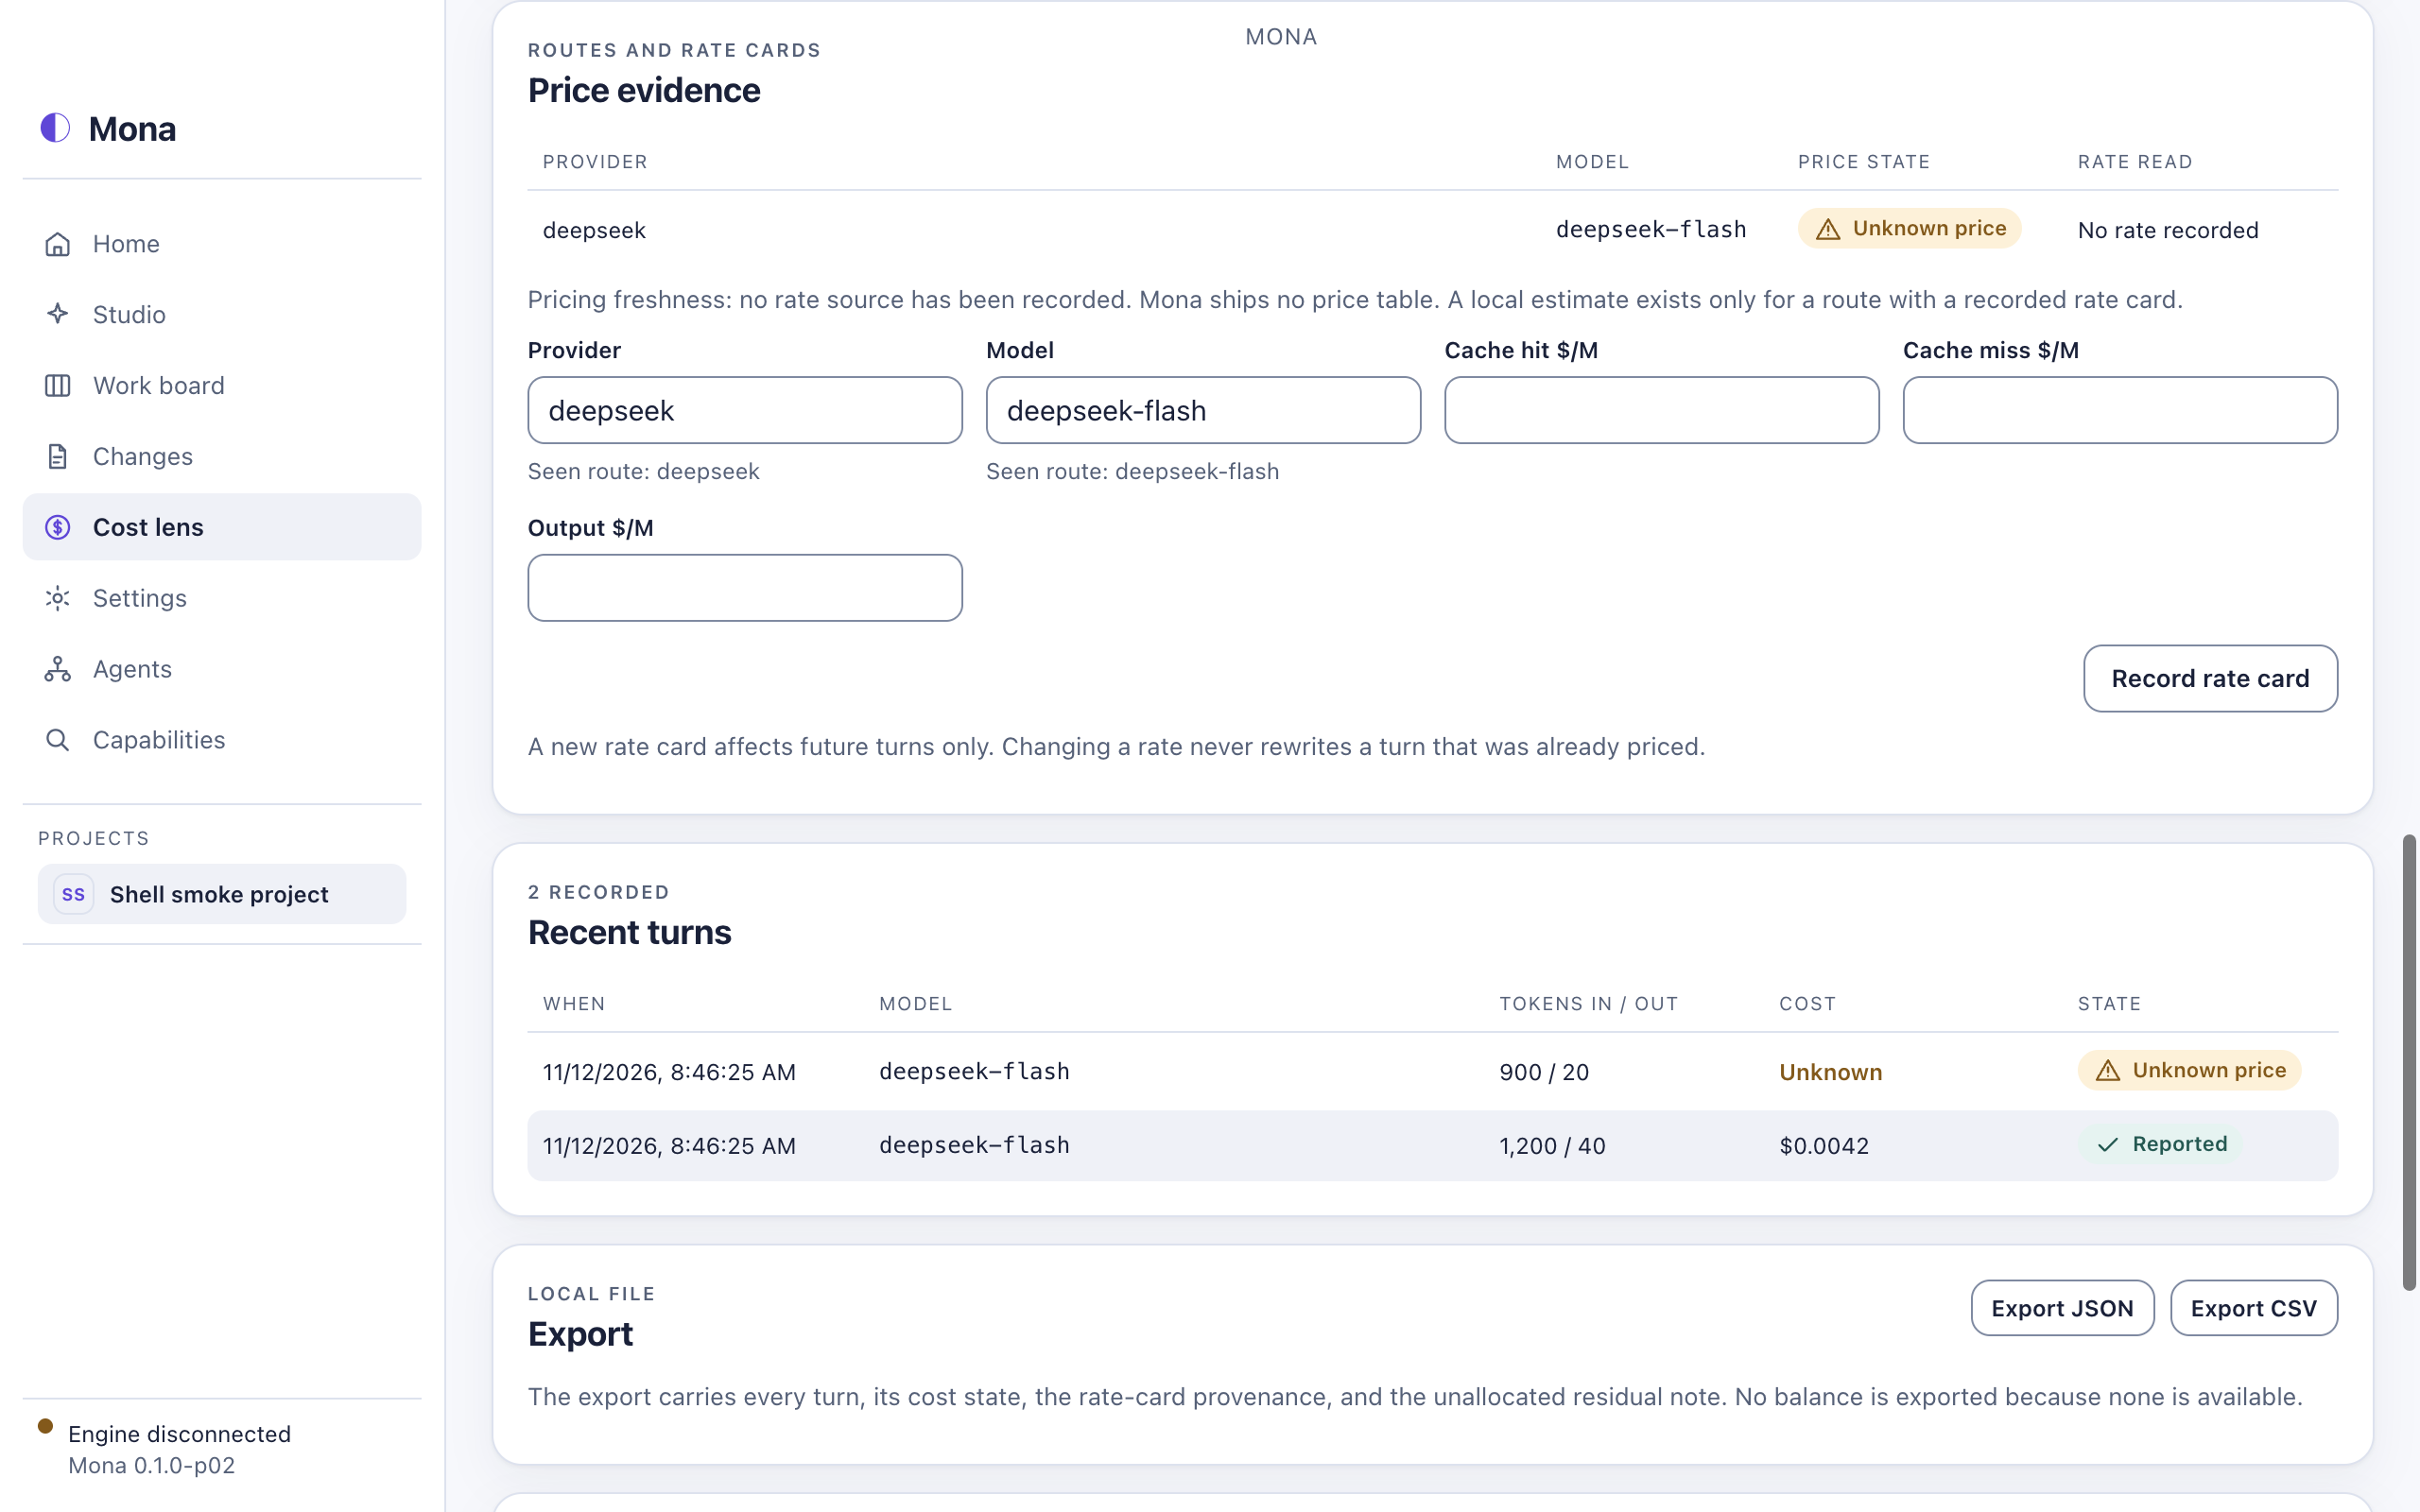 Mona
Home
Studio
Work board
Changes
Cost lens
Settings
Agents
Capabilities
PROJECTS
SS Shell smoke project
Engine disconnected
Mona 0.1.0-p02
MONA
ROUTES AND RATE CARDS
Price evidence
PROVIDER MODEL PRICE STATE RATE READ
deepseek deepseek-flash Unknown price No rate recorded
Pricing freshness: no rate source has been recorded. Mona ships no price table. A local estimate exists only for a route with a recorded rate card.
Provider Model Cache hit $/M Cache miss $/M
deepseek deepseek-flash
Seen route: deepseek Seen route: deepseek-flash
Output $/M
Record rate card
A new rate card affects future turns only. Changing a rate never rewrites a turn that was already priced.
2 RECORDED
Recent turns
WHEN MODEL TOKENS IN / OUT COST STATE
11/12/2026, 8:46:25 AM deepseek-flash 900 / 20 Unknown Unknown price
11/12/2026, 8:46:25 AM deepseek-flash 1,200 / 40 $0.0042 Reported
LOCAL FILE
Export
Export JSON Export CSV
The export carries every turn, its cost state, the rate-card provenance, and the unallocated residual note. No balance is exported because none is available.